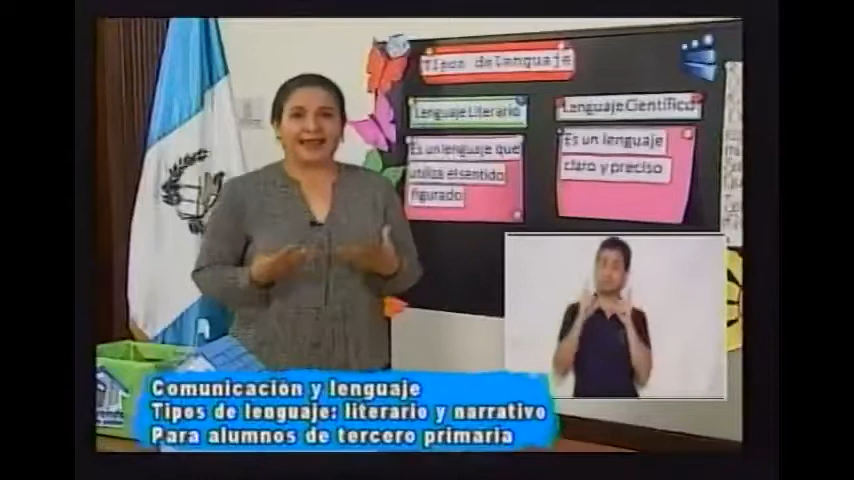 Tipos de lenguaje
Lenguaje Literario
Es un lenguaje que
utiliza el sentido
figurado
Lenguaje Científico
Es un lenguaje
claro y preciso
Comunicación y lenguaje
Tipos de lenguaje: literario y narrativo
Para alumnos de tercero primaria